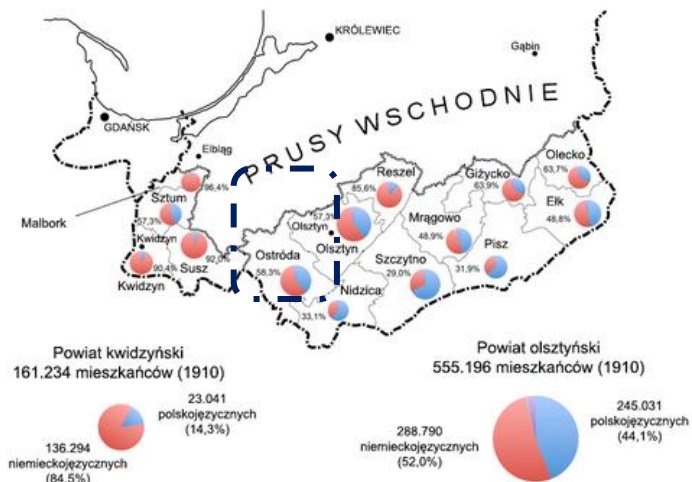 KRÓLEWIEC
Gąbin
GDAŃSK
Elbląg
PRUSY WSCHODNIE
Olecko
63,7%
Giżycko
63,9%
Reszel
85,6%
96,4%
Sztum
57,3%
Malbork
Ełk
48,8%
57,3%
Olsztyn
Olsztyn
Mrągowo
48,9%
Kwidzyn
90,4%
Kwidzyn
Susz
92,0%
Ostróda
58,3%
Szczytno
29,0%
Pisz
31,9%
Nidzica
33,1%
Powiat kwidzyński
161.234 mieszkańców (1910)
23.041
polskojęzycznych
(14,3%)
136.294
niemieckojęzycznych
(84,5%)
Powiat olsztyński
555.196 mieszkańców (1910)
245.031
polskojęzycznych
(44,1%)
288.790
niemieckojęzycznych
(52,0%)